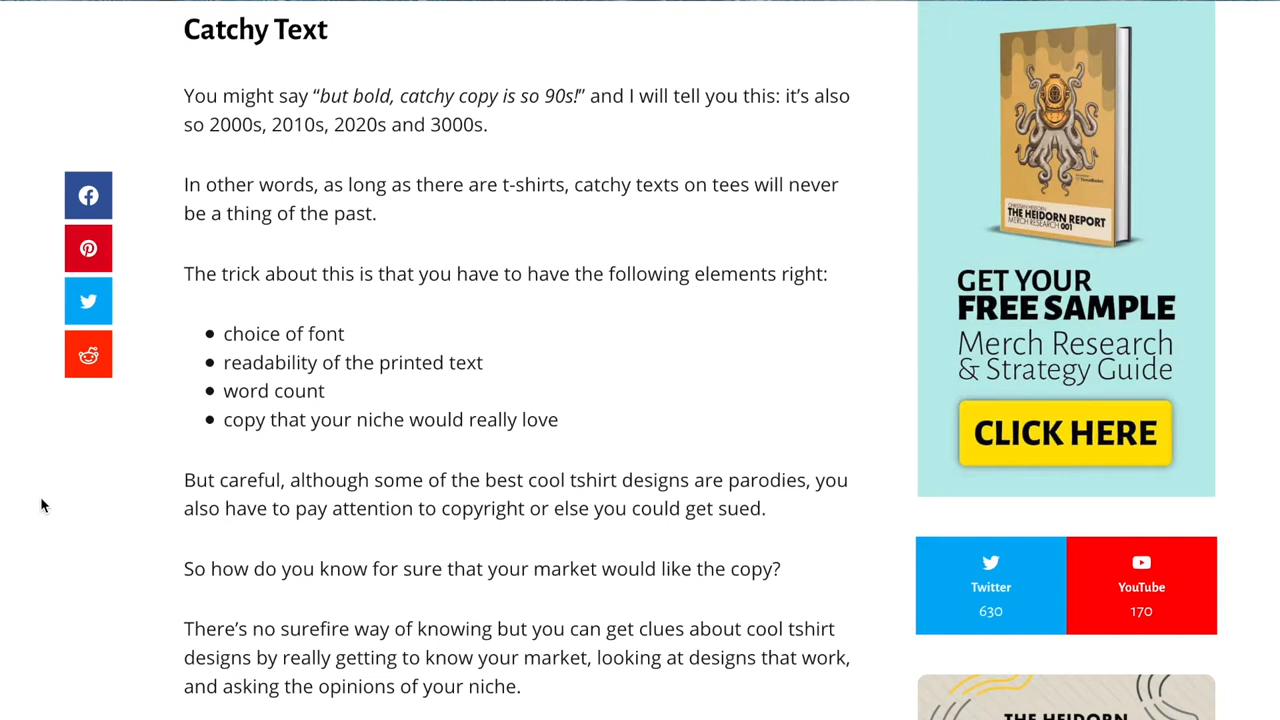 Catchy Text
You might say “but bold, catchy copy is so 90s!” and I will tell you this: it’s also
so 2000s, 2010s, 2020s and 3000s.
In other words, as long as there are t-shirts, catchy texts on tees will never
be a thing of the past.
The trick about this is that you have to have the following elements right:
choice of font
readability of the printed text
word count
copy that your niche would really love
But careful, although some of the best cool tshirt designs are parodies, you
also have to pay attention to copyright or else you could get sued.
So how do you know for sure that your market would like the copy?
There’s no surefire way of knowing but you can get clues about cool tshirt
designs by really getting to know your market, looking at designs that work,
and asking the opinions of your niche.
THE HEIDORN REPORT
MERCH RESEARCH 001
GET YOUR
FREE SAMPLE
Merch Research
& Strategy Guide
CLICK HERE
Twitter
630
YouTube
170
THE HEIDORN